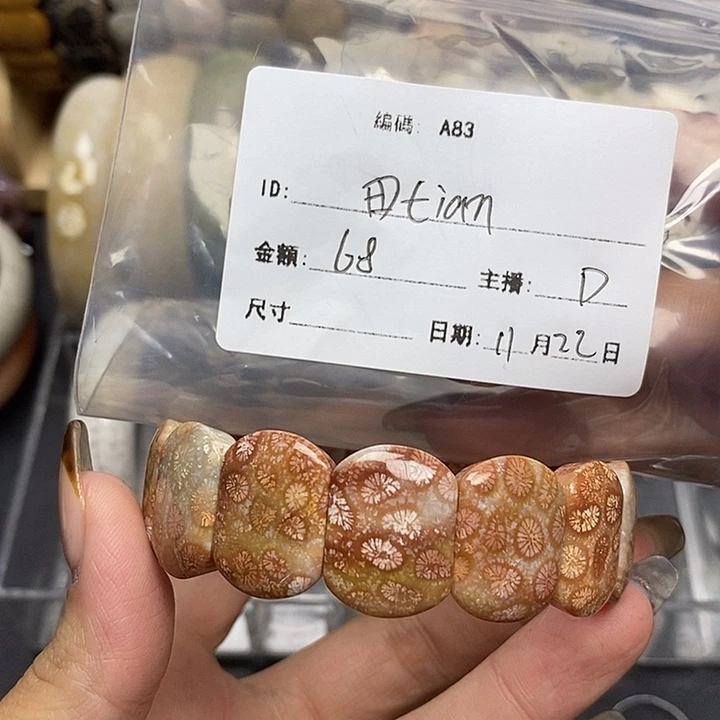 編碼: A83
ID: 田tian
金額: 68 主播: D
尺寸
日期: 11月22日